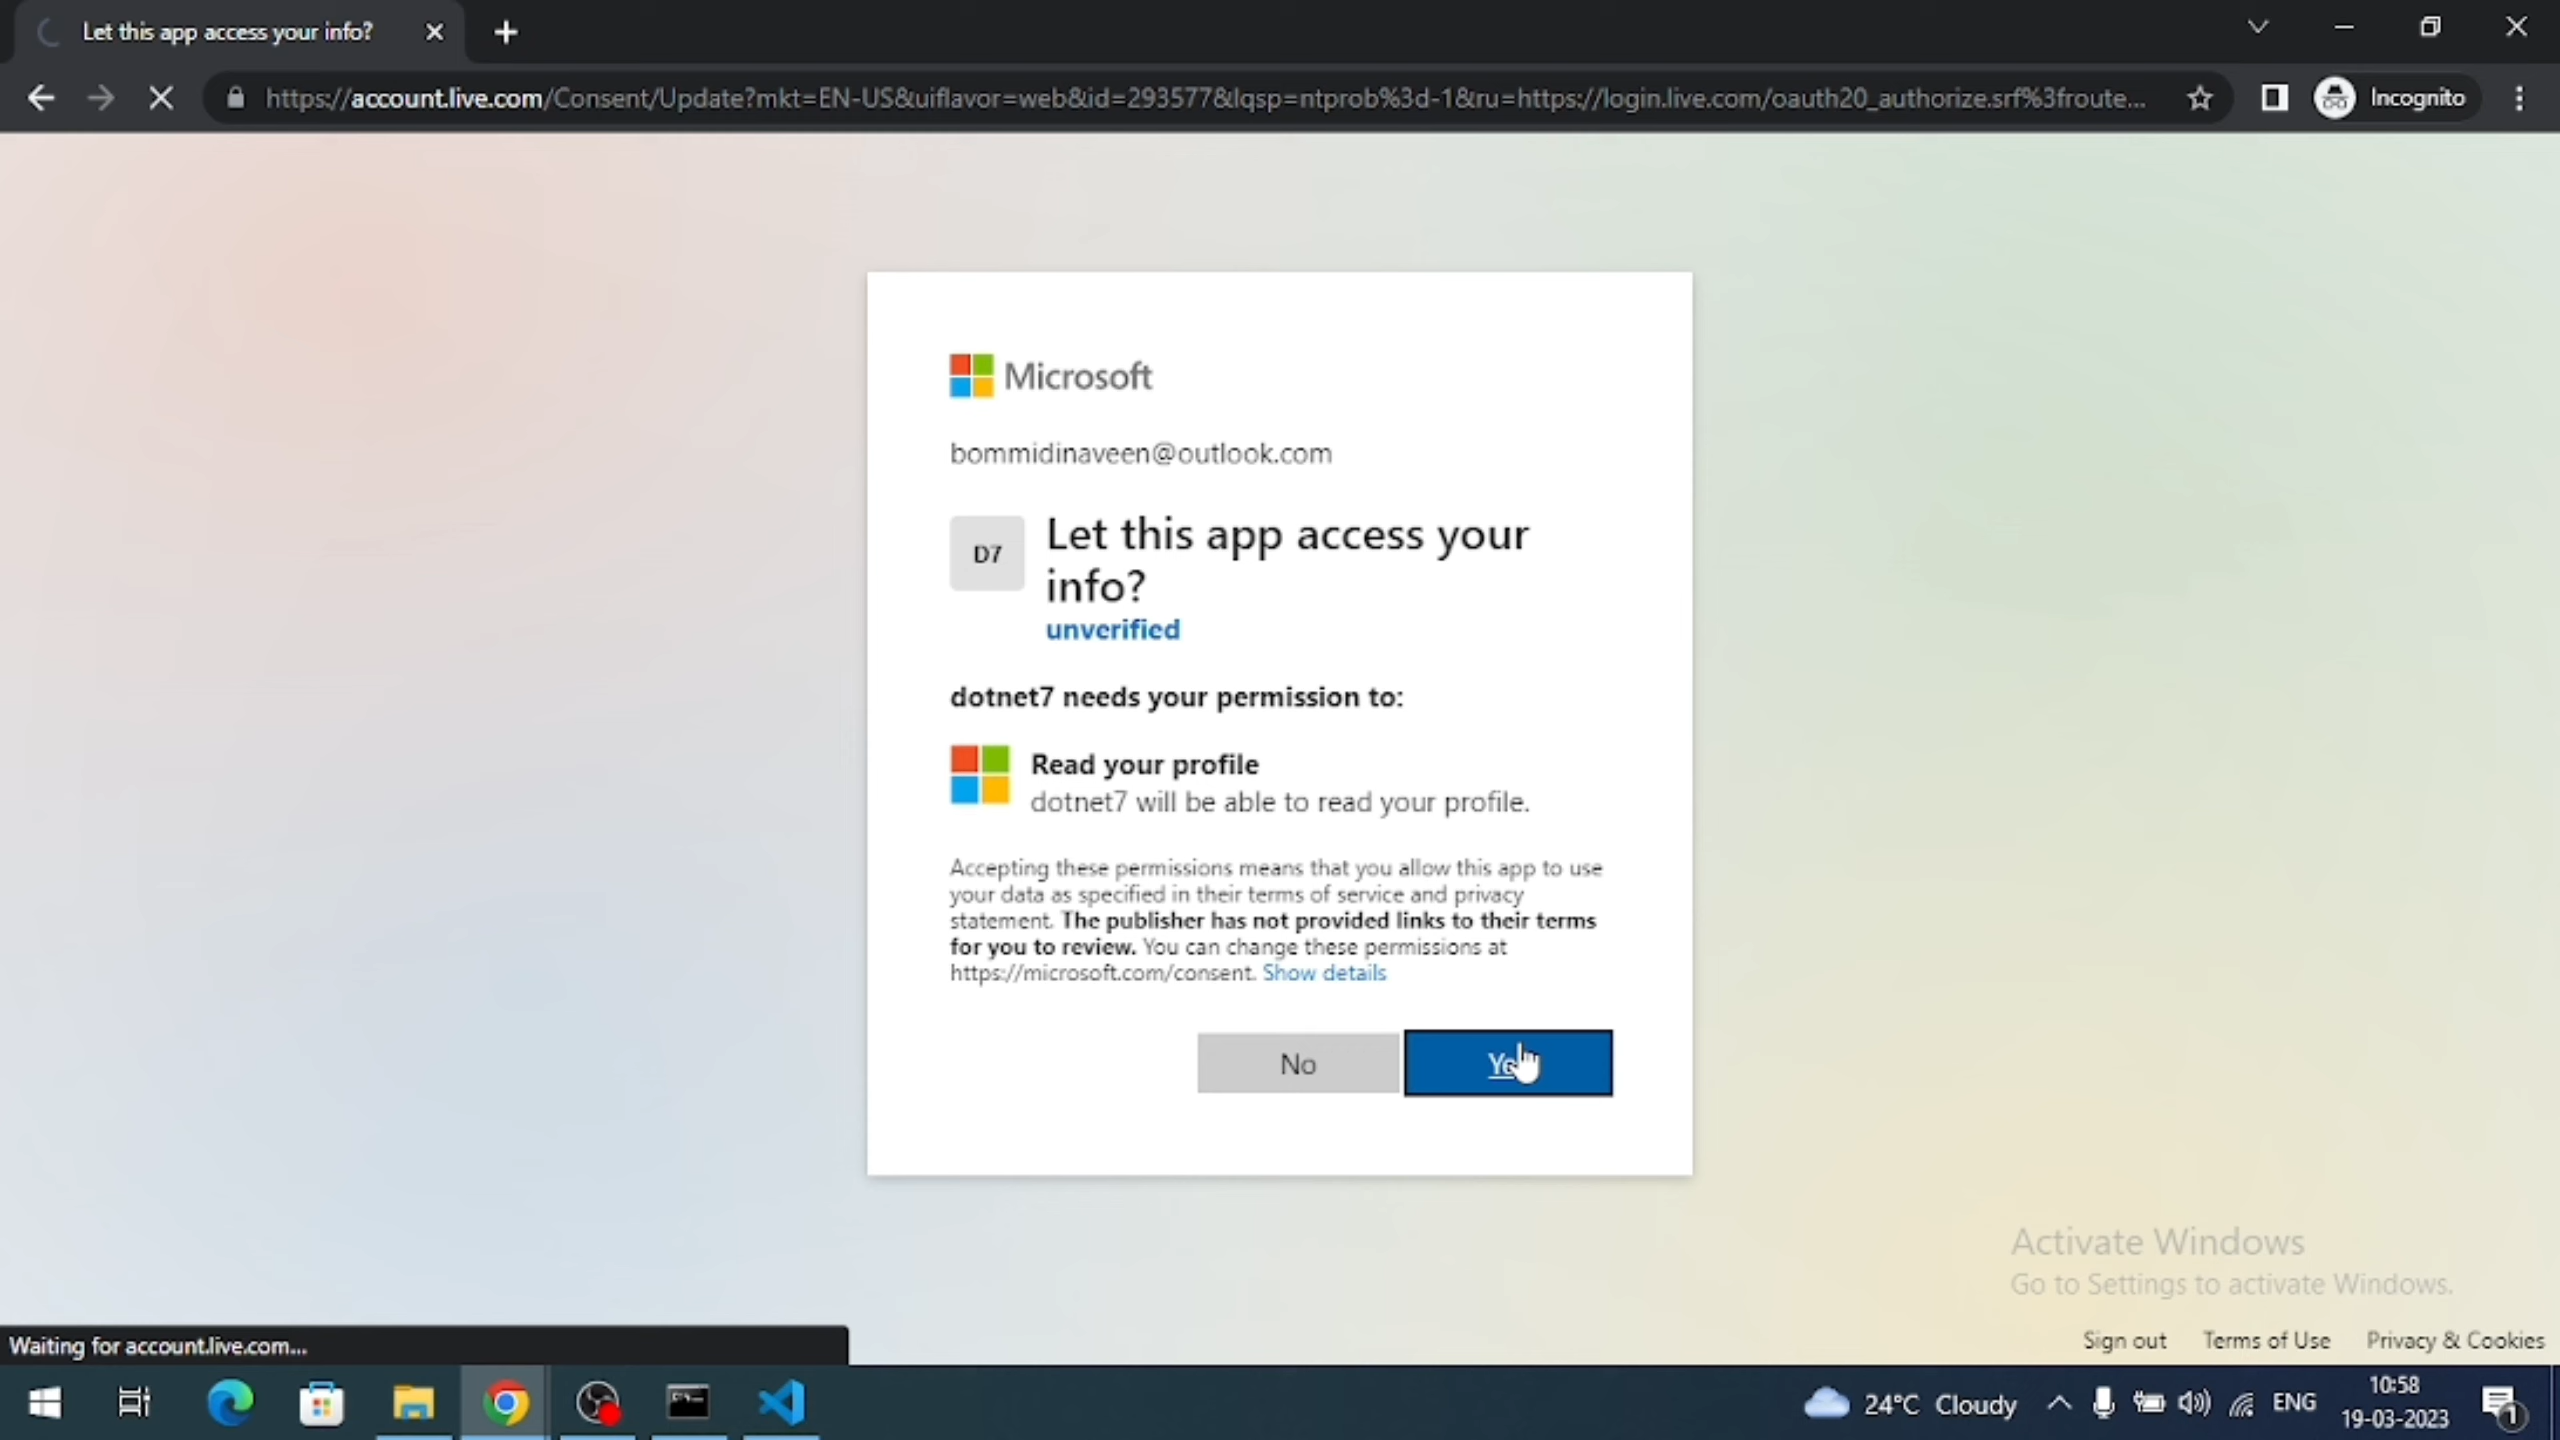 Let this app access your info?
https://account.live.com/Consent/Update?mkt=EN-US&uiflavor=web&id=293577&lqsp=ntprob%3d-1&ru=https://login.live.com/oauth20_authorize.srf%3froute...
Incognito
Microsoft
bommidinaveen@outlook.com
D7
Let this app access your
info?
unverified
dotnet7 needs your permission to:
Read your profile
dotnet7 will be able to read your profile.
Accepting these permissions means that you allow this app to use
your data as specified in their terms of service and privacy
statement. The publisher has not provided links to their terms
for you to review. You can change these permissions at
https://microsoft.com/consent. Show details
No
Activate Windows
Go to Settings to activate Windows.
Waiting for account.live.com...
Sign out Terms of Use Privacy & Cookies
24°C Cloudy
ENG
10:58
19-03-2023
1